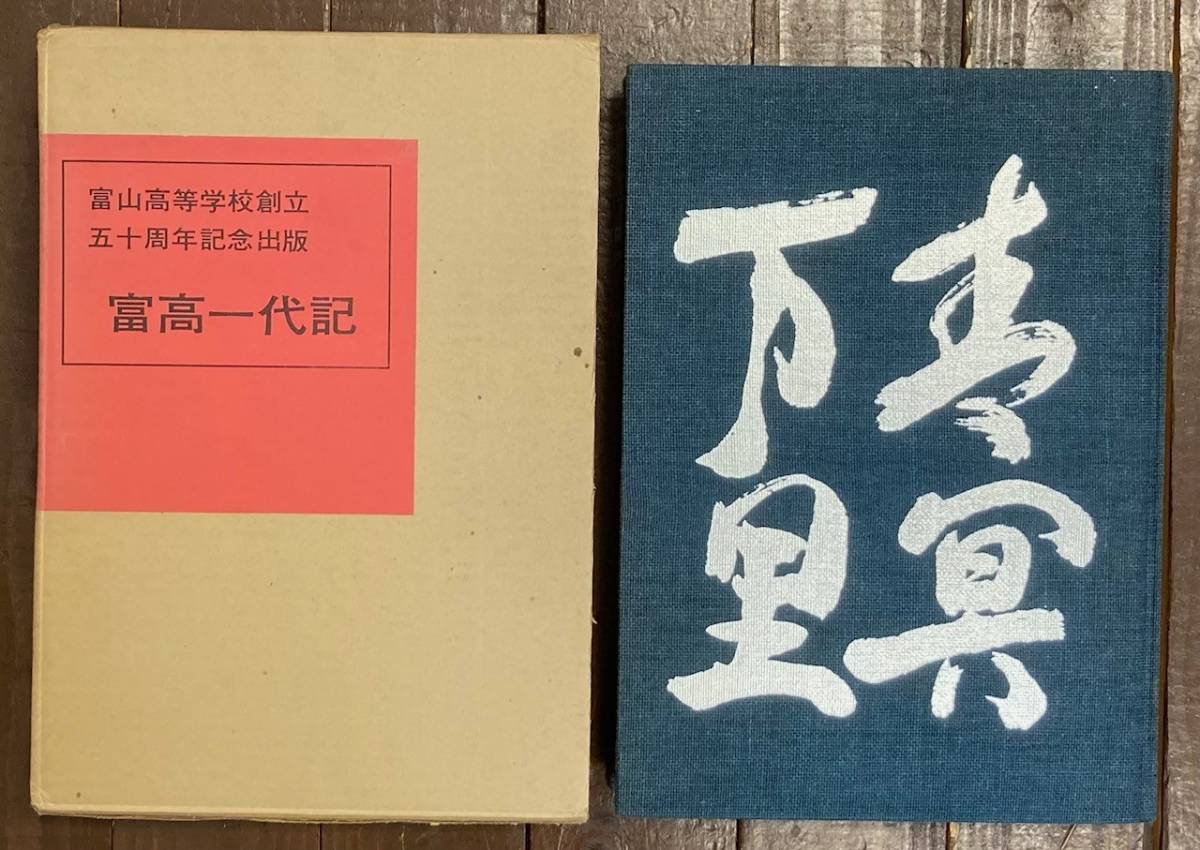 富山高等学校創立
五十周年記念出版
富高一代記
青冥
万里